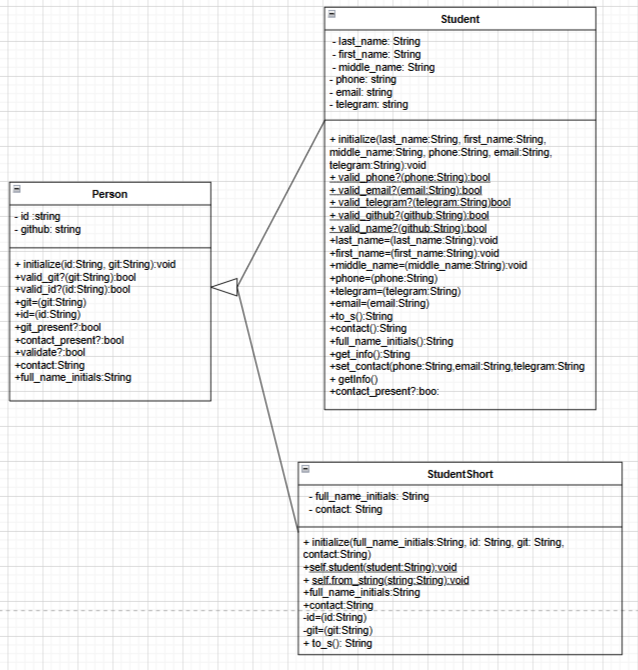 Student
- last_name: String
- first_name: String
- middle_name: String
- phone: string
- email: string
- telegram: string
+ initialize(last_name:String, first_name:String,
middle_name:String, phone:String, email:String,
telegram:String):void
+ valid_phone?(phone:String):bool
+ valid_email?(email:String):bool
+ valid_telegram?(telegram:String)bool
+ valid_github?(github:String):bool
+ valid_name?(github:String):bool
+last_name=(last_name:String):void
+first_name=(first_name:String):void
+middle_name=(middle_name:String):void
+phone=(phone:String)
+telegram=(telegram:String)
+email=(email:String)
+to_s():String
+contact():String
+full_name_initials():String
+get_info():String
+set_contact(phone:String,email:String,telegram:String
+ getInfo()
+contact_present?:boo:
Person
- id :string
- github: string
+ initialize(id:String, git:String):void
+valid_git?(git:String):bool
+valid_id?(id:String):bool
+git=(git:String)
+id=(id:String)
+git_present?:bool
+contact_present?:bool
+validate?:bool
+contact:String
+full_name_initials:String
StudentShort
- full_name_initials: String
- contact: String
+ initialize(full_name_initials:String, id: String, git: String,
contact:String)
+self.student(student:String):void
+ self.from_string(string:String):void
+full_name_initials:String
+contact:String
-id=(id:String)
-git=(git:String)
+ to_s(): String